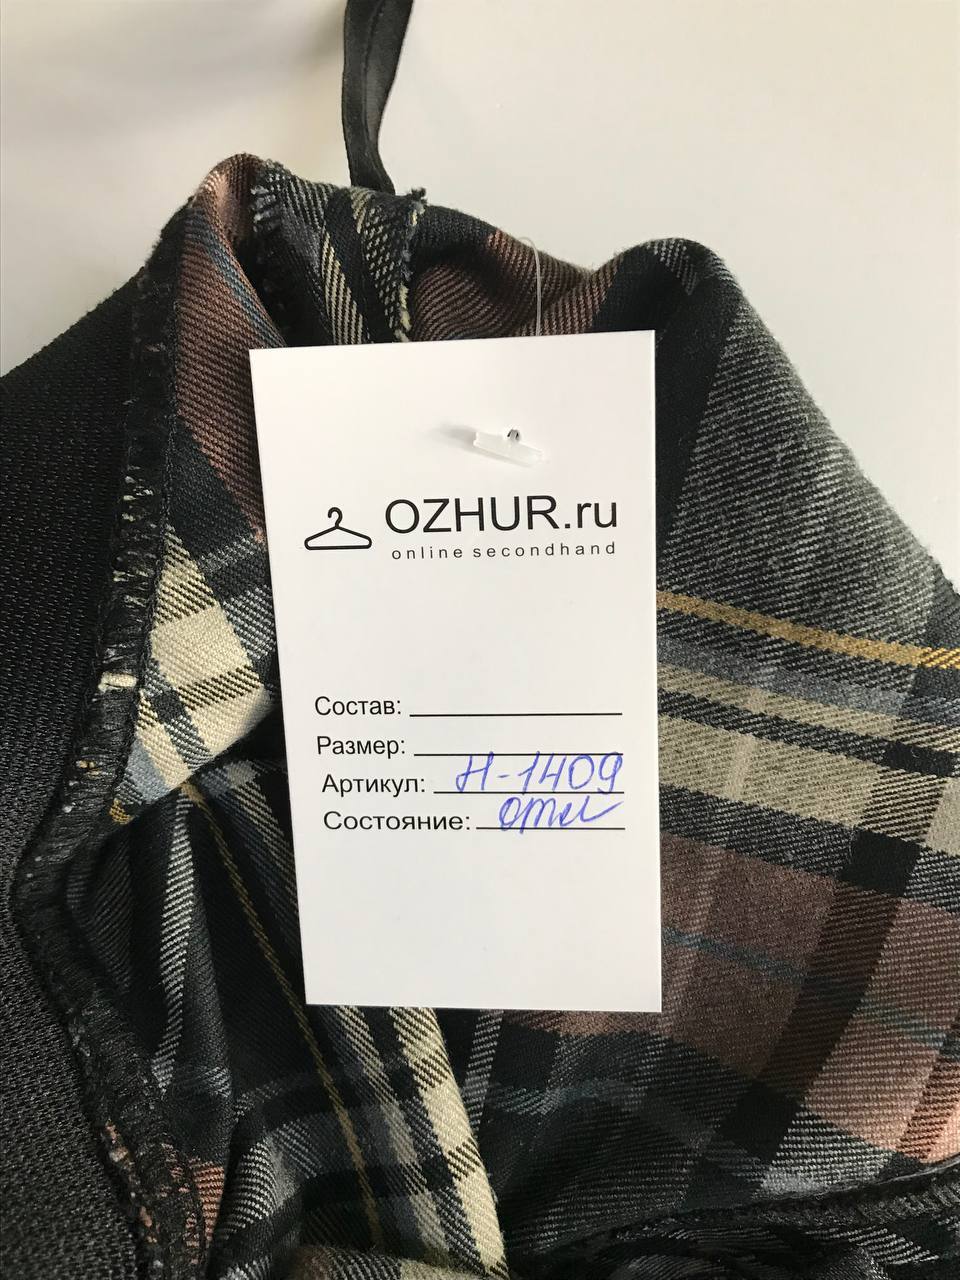 OZHUR.ru
online secondhand
Состав:
Размер:
Артикул: Н-1409
Состояние: отл